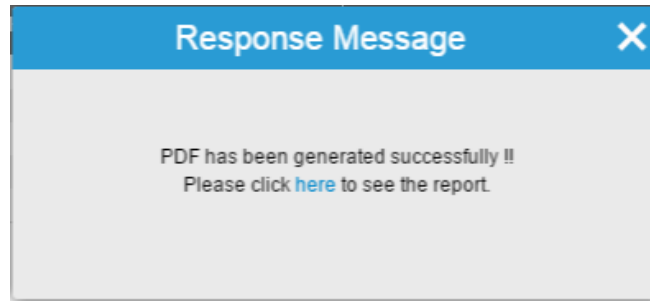 Response Message
PDF has been generated successfully !!
Please click here to see the report.